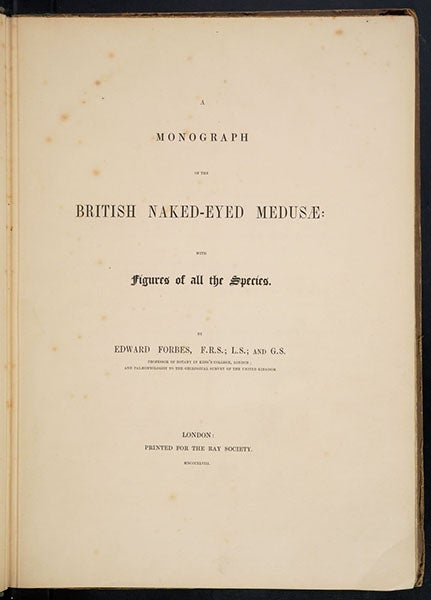 A
MONOGRAPH
OF THE
BRITISH NAKED-EYED MEDUSÆ:
WITH
Figures of all the Species.
BY
EDWARD FORBES, F.R.S.; L.S.; AND G.S.
PROFESSOR OF BOTANY IN KING'S COLLEGE, LONDON;
AND PALÆONTOLOGIST TO THE GEOLOGICAL SURVEY OF THE UNITED KINGDOM
LONDON:
PRINTED FOR THE RAY SOCIETY.
MDCCCXLVIII.